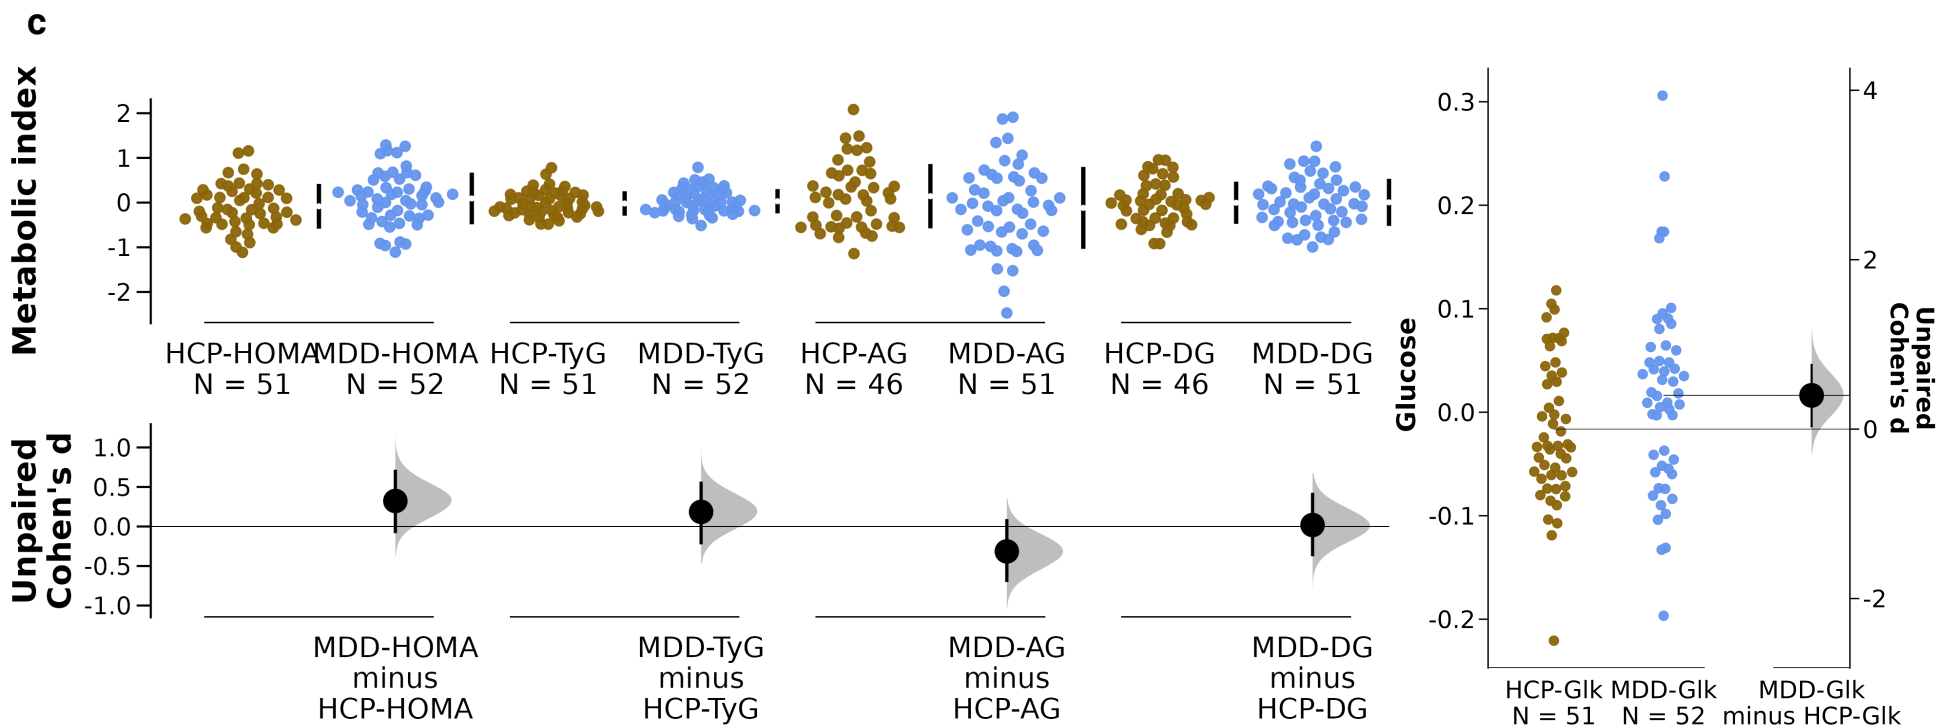 c
Metabolic index
2
1
0
-1
-2
HCP-HOMA MDD-HOMA HCP-TyG MDD-TyG HCP-AG MDD-AG HCP-DG MDD-DG
N = 51 N = 52 N = 51 N = 52 N = 46 N = 51 N = 46 N = 51
Unpaired
Cohen's d
1.0
0.5
0.0
-0.5
-1.0
MDD-HOMA MDD-TyG MDD-AG MDD-DG
minus minus minus minus
HCP-HOMA HCP-TyG HCP-AG HCP-DG
Glucose
0.3
0.2
0.1
0.0
-0.1
-0.2
4
2
0
-2
Unpaired
Cohen's d
HCP-Glk MDD-Glk MDD-Glk
N = 51 N = 52 minus HCP-Glk